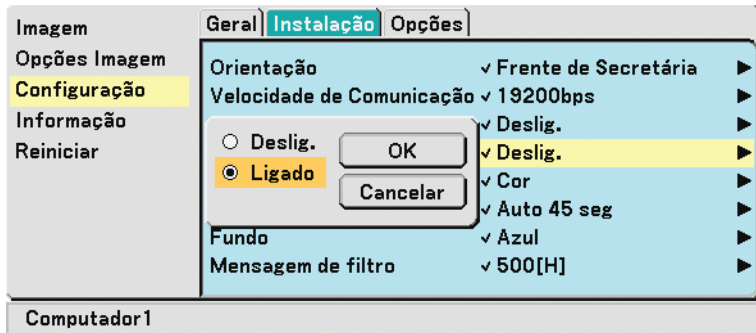 Imagem
Opções Imagem
Configuração
Informação
Reiniciar
Geral Instalação Opções
Orientação ✓ Frente de Secretária ▶
Velocidade de Comunicação ✓ 19200bps ▶
✓ Deslig. ▶
✓ Deslig. ▶
✓ Cor ▶
✓ Auto 45 seg ▶
Fundo ✓ Azul ▶
Mensagem de filtro ✓ 500[H] ▶
Deslig.
Ligado
OK
Cancelar
Computador1